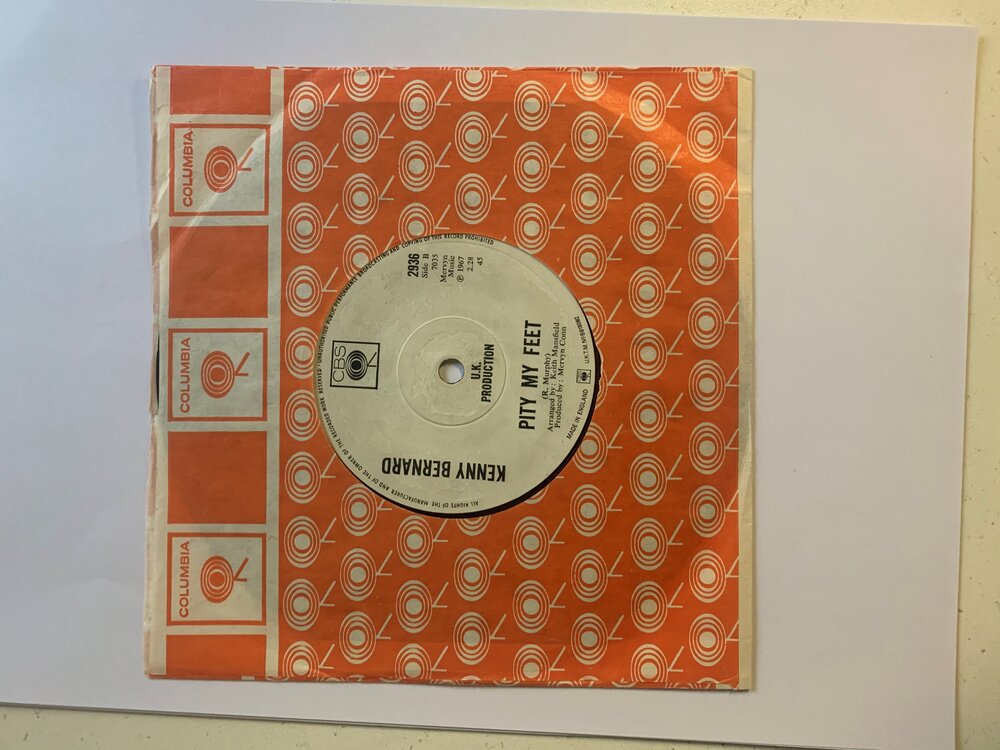 COLUMBIA
COLUMBIA
COLUMBIA
ALL RIGHTS OF THE MANUFACTURER AND OF THE OWNER OF THE RECORDED WORK RESERVED · UNAUTHORISED PUBLIC PERFORMANCE BROADCASTING AND COPYING OF THIS RECORD PROHIBITED
CBS
2936
Side B
7035
Mervyn
Music
℗ 1967
2.28
45
U.K.
PRODUCTION
KENNY BERNARD
PITY MY FEET
(R. Murphy)
Arranged by: Keith Mansfield
Produced by: Mervyn Conn
MADE IN ENGLAND
CBS